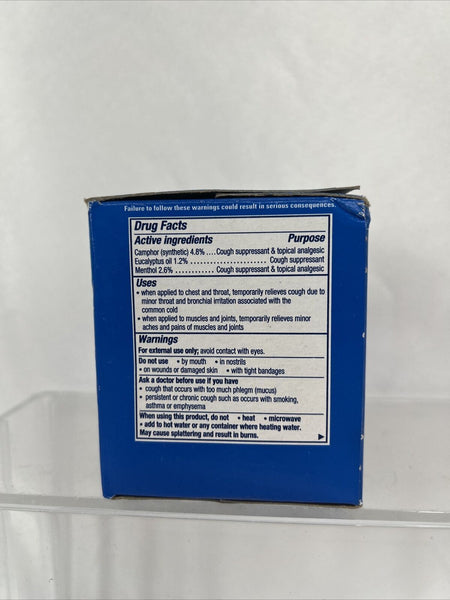 Failure to follow these warnings could result in serious consequences.
Drug Facts
Active ingredients Purpose
Camphor (synthetic) 4.8% ....Cough suppressant & topical analgesic
Eucalyptus oil 1.2% ........................ Cough suppressant
Menthol 2.6% ............ Cough suppressant & topical analgesic
Uses
• when applied to chest and throat, temporarily relieves cough due to
minor throat and bronchial irritation associated with the
common cold
• when applied to muscles and joints, temporarily relieves minor
aches and pains of muscles and joints
Warnings
For external use only; avoid contact with eyes.
Do not use • by mouth • in nostrils
• on wounds or damaged skin • with tight bandages
Ask a doctor before use if you have
• cough that occurs with too much phlegm (mucus)
• persistent or chronic cough such as occurs with smoking,
asthma or emphysema
When using this product, do not • heat • microwave
• add to hot water or any container where heating water.
May cause splattering and result in burns.